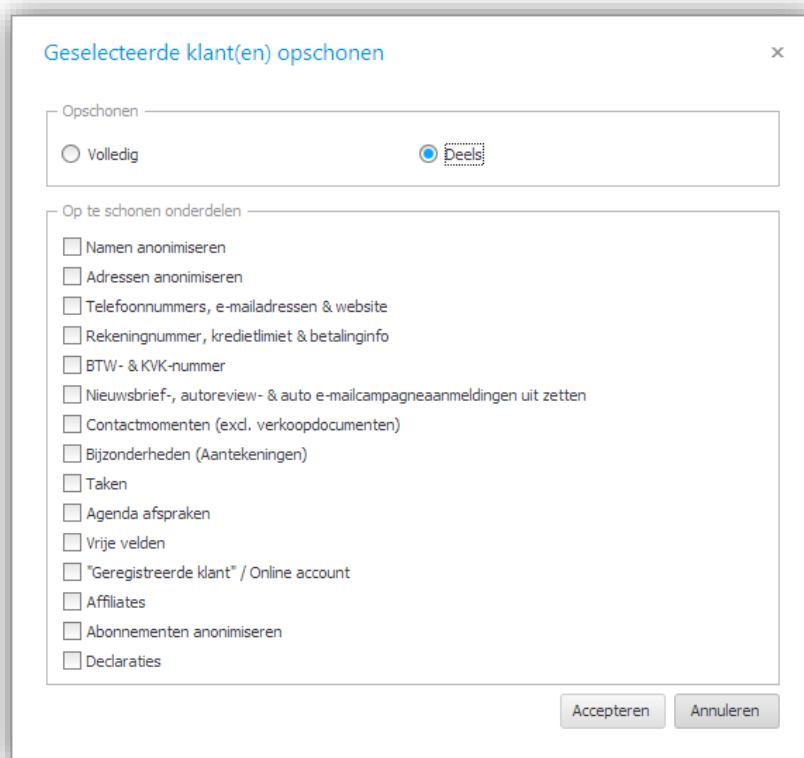 Geselecteerde klant(en) opschonen
Opschonen
Volledig
Deels
Op te schonen onderdelen
Namen anonimiseren
Adressen anonimiseren
Telefoonnummers, e-mailadressen & website
Rekeningnummer, kredietlimiet & betalinginfo
BTW- & KVK-nummer
Nieuwsbrief-, autoreview- & auto e-mailcampagneaanmeldingen uit zetten
Contactmomenten (excl. verkoopdocumenten)
Bijzonderheden (Aantekeningen)
Taken
Agenda afspraken
Vrije velden
"Geregistreerde klant" / Online account
Affiliates
Abonnementen anonimiseren
Declaraties
Accepteren Annuleren